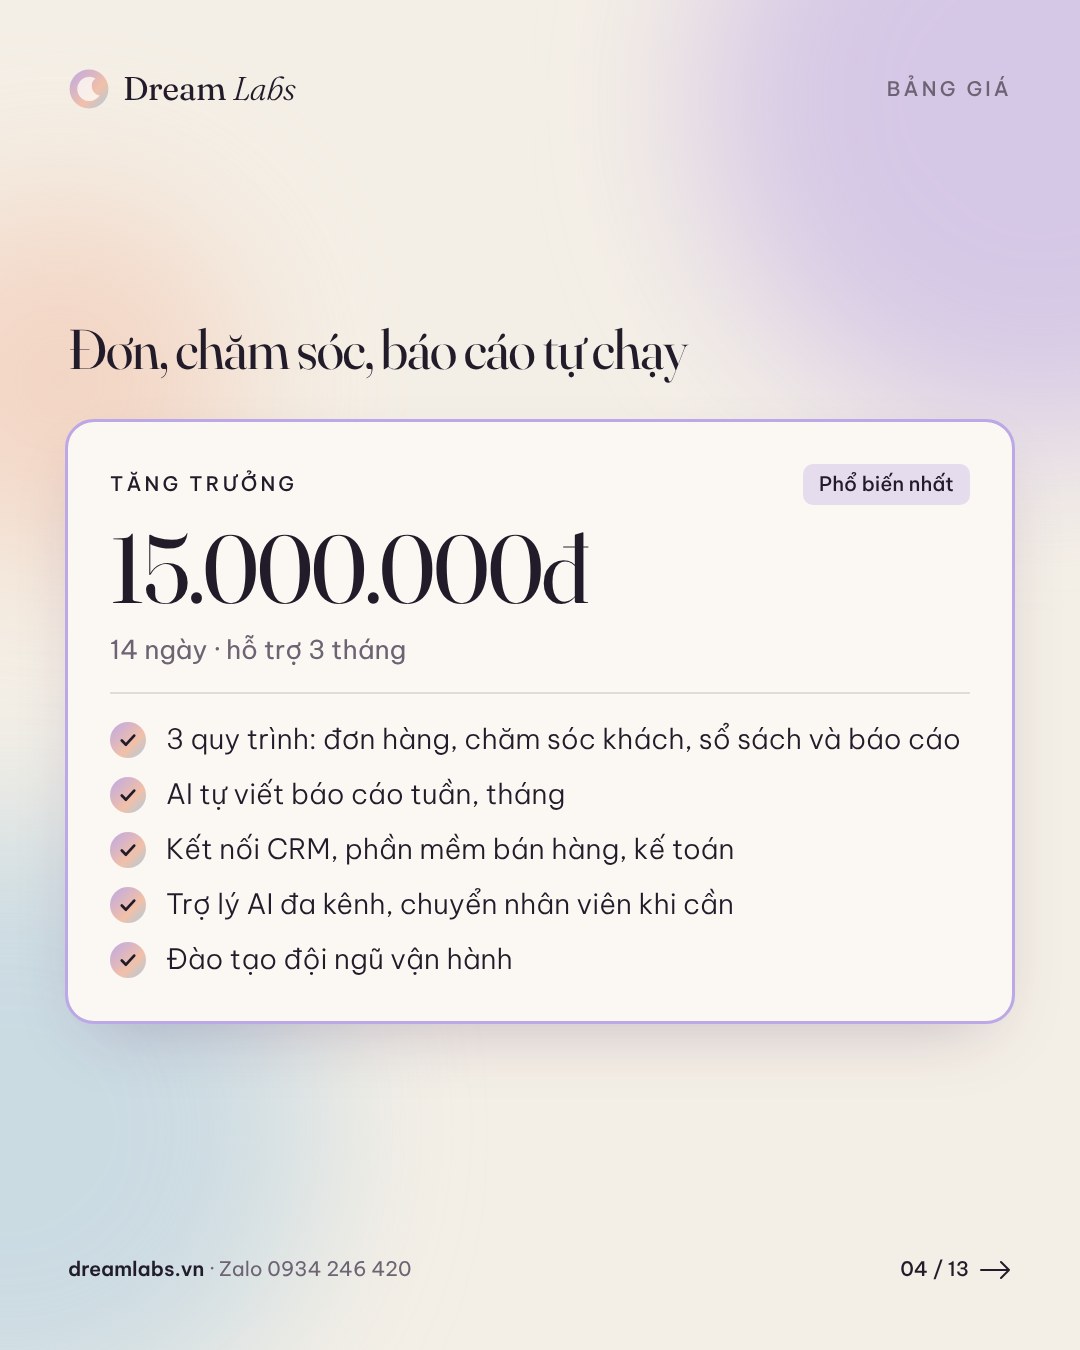 Dream Labs
BẢNG GIÁ
Đơn, chăm sóc, báo cáo tự chạy
TĂNG TRƯỞNG
Phổ biến nhất
15.000.000đ
14 ngày · hỗ trợ 3 tháng
3 quy trình: đơn hàng, chăm sóc khách, sổ sách và báo cáo
AI tự viết báo cáo tuần, tháng
Kết nối CRM, phần mềm bán hàng, kế toán
Trợ lý AI đa kênh, chuyển nhân viên khi cần
Đào tạo đội ngũ vận hành
dreamlabs.vn · Zalo 0934 246 420
04 / 13 →